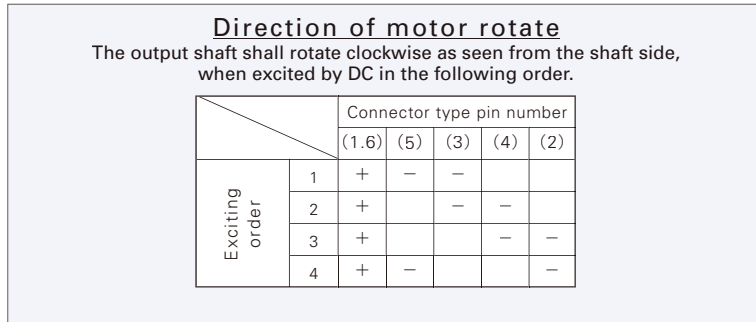 Direction of motor rotate
The output shaft shall rotate clockwise as seen from the shaft side,
when excited by DC in the following order.
Connector type pin number
(1.6) (5) (3) (4) (2)
Exciting
order
1 + − −
2 + − −
3 + − −
4 + − −